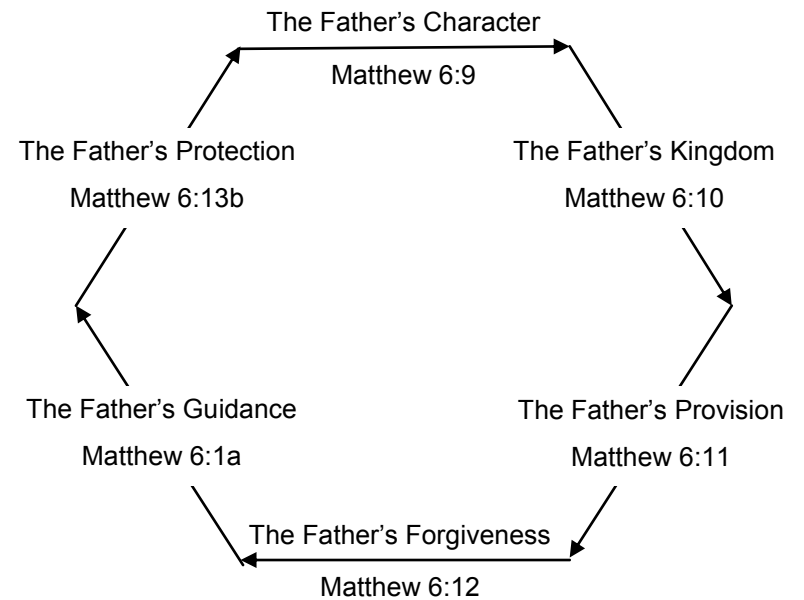 The Father’s Character
Matthew 6:9
The Father’s Protection
Matthew 6:13b
The Father’s Kingdom
Matthew 6:10
The Father’s Guidance
Matthew 6:1a
The Father’s Provision
Matthew 6:11
The Father’s Forgiveness
Matthew 6:12